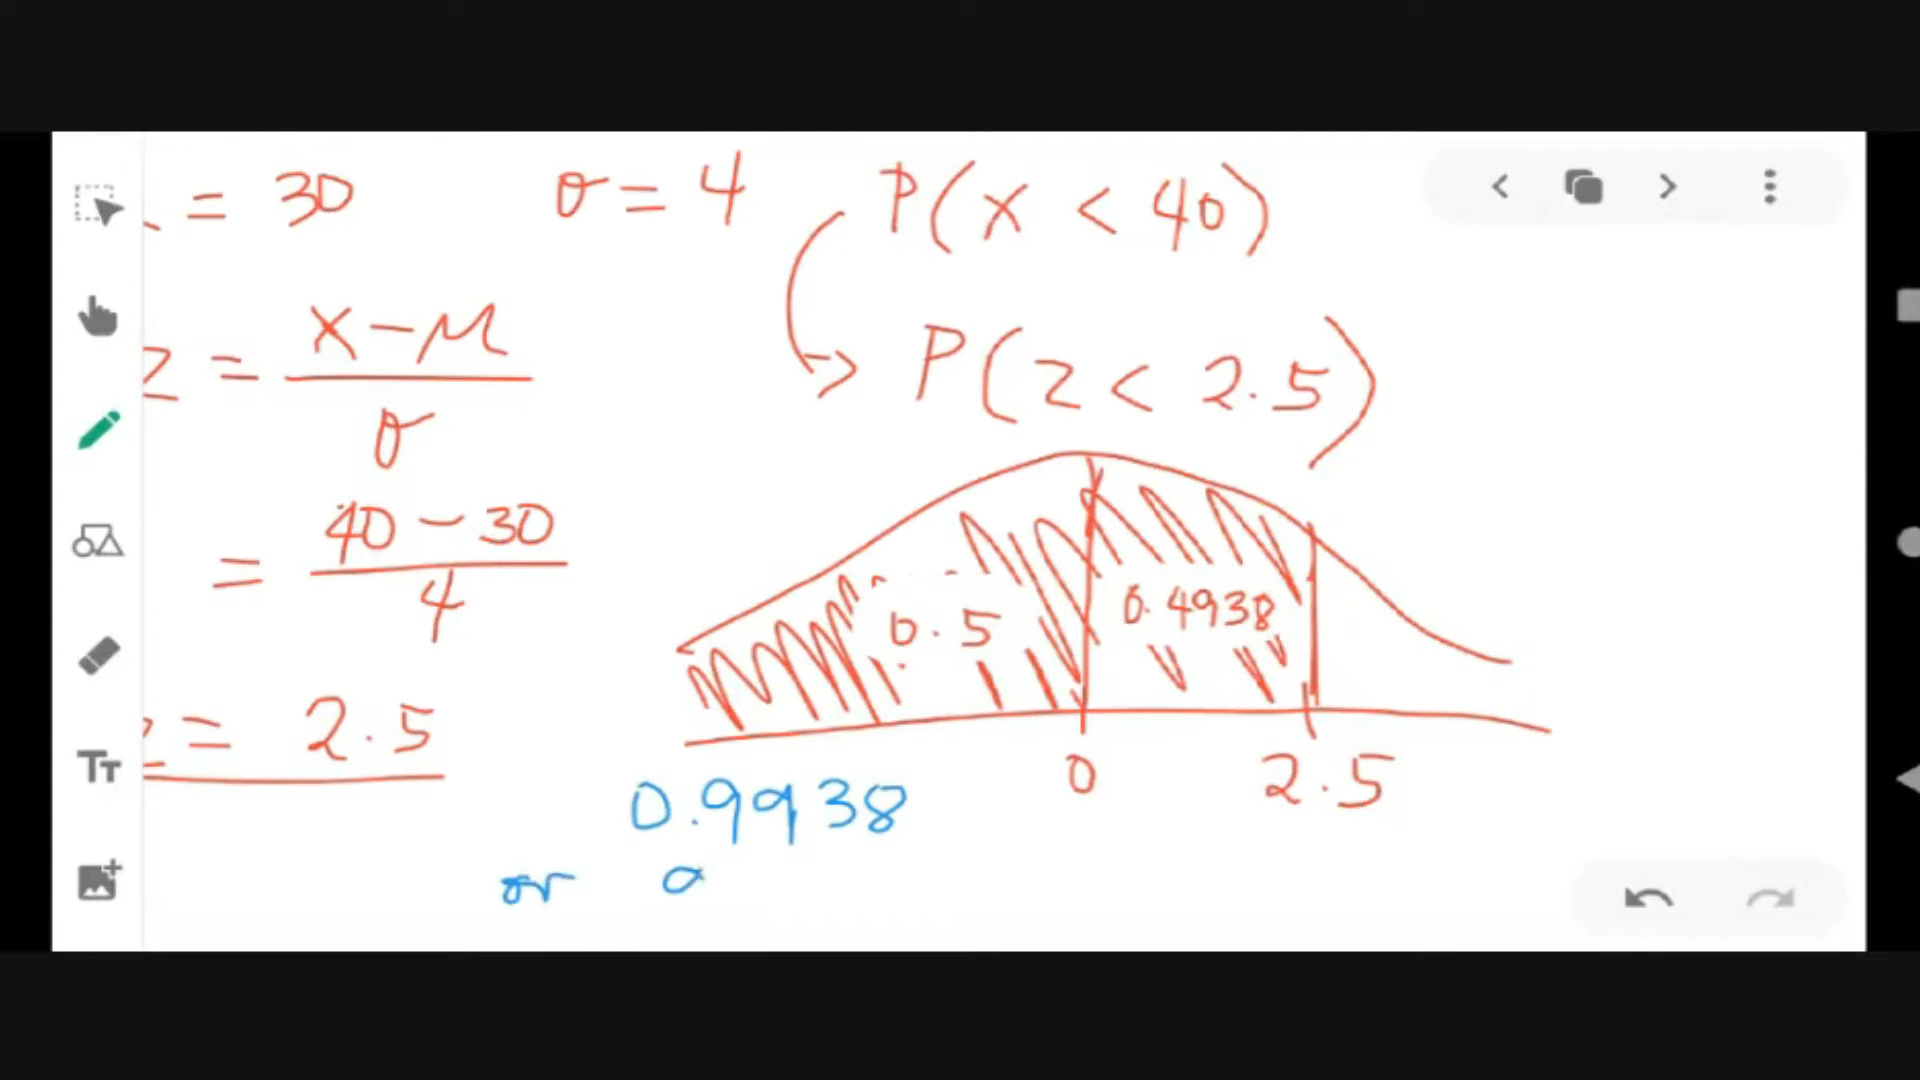 = 30 σ = 4 P(x < 40)
z = x - μ
σ
P(z < 2.5)
= 40 - 30
4
0.5 0.4938
= 2.5
0 2.5
0.9938
or
Tт